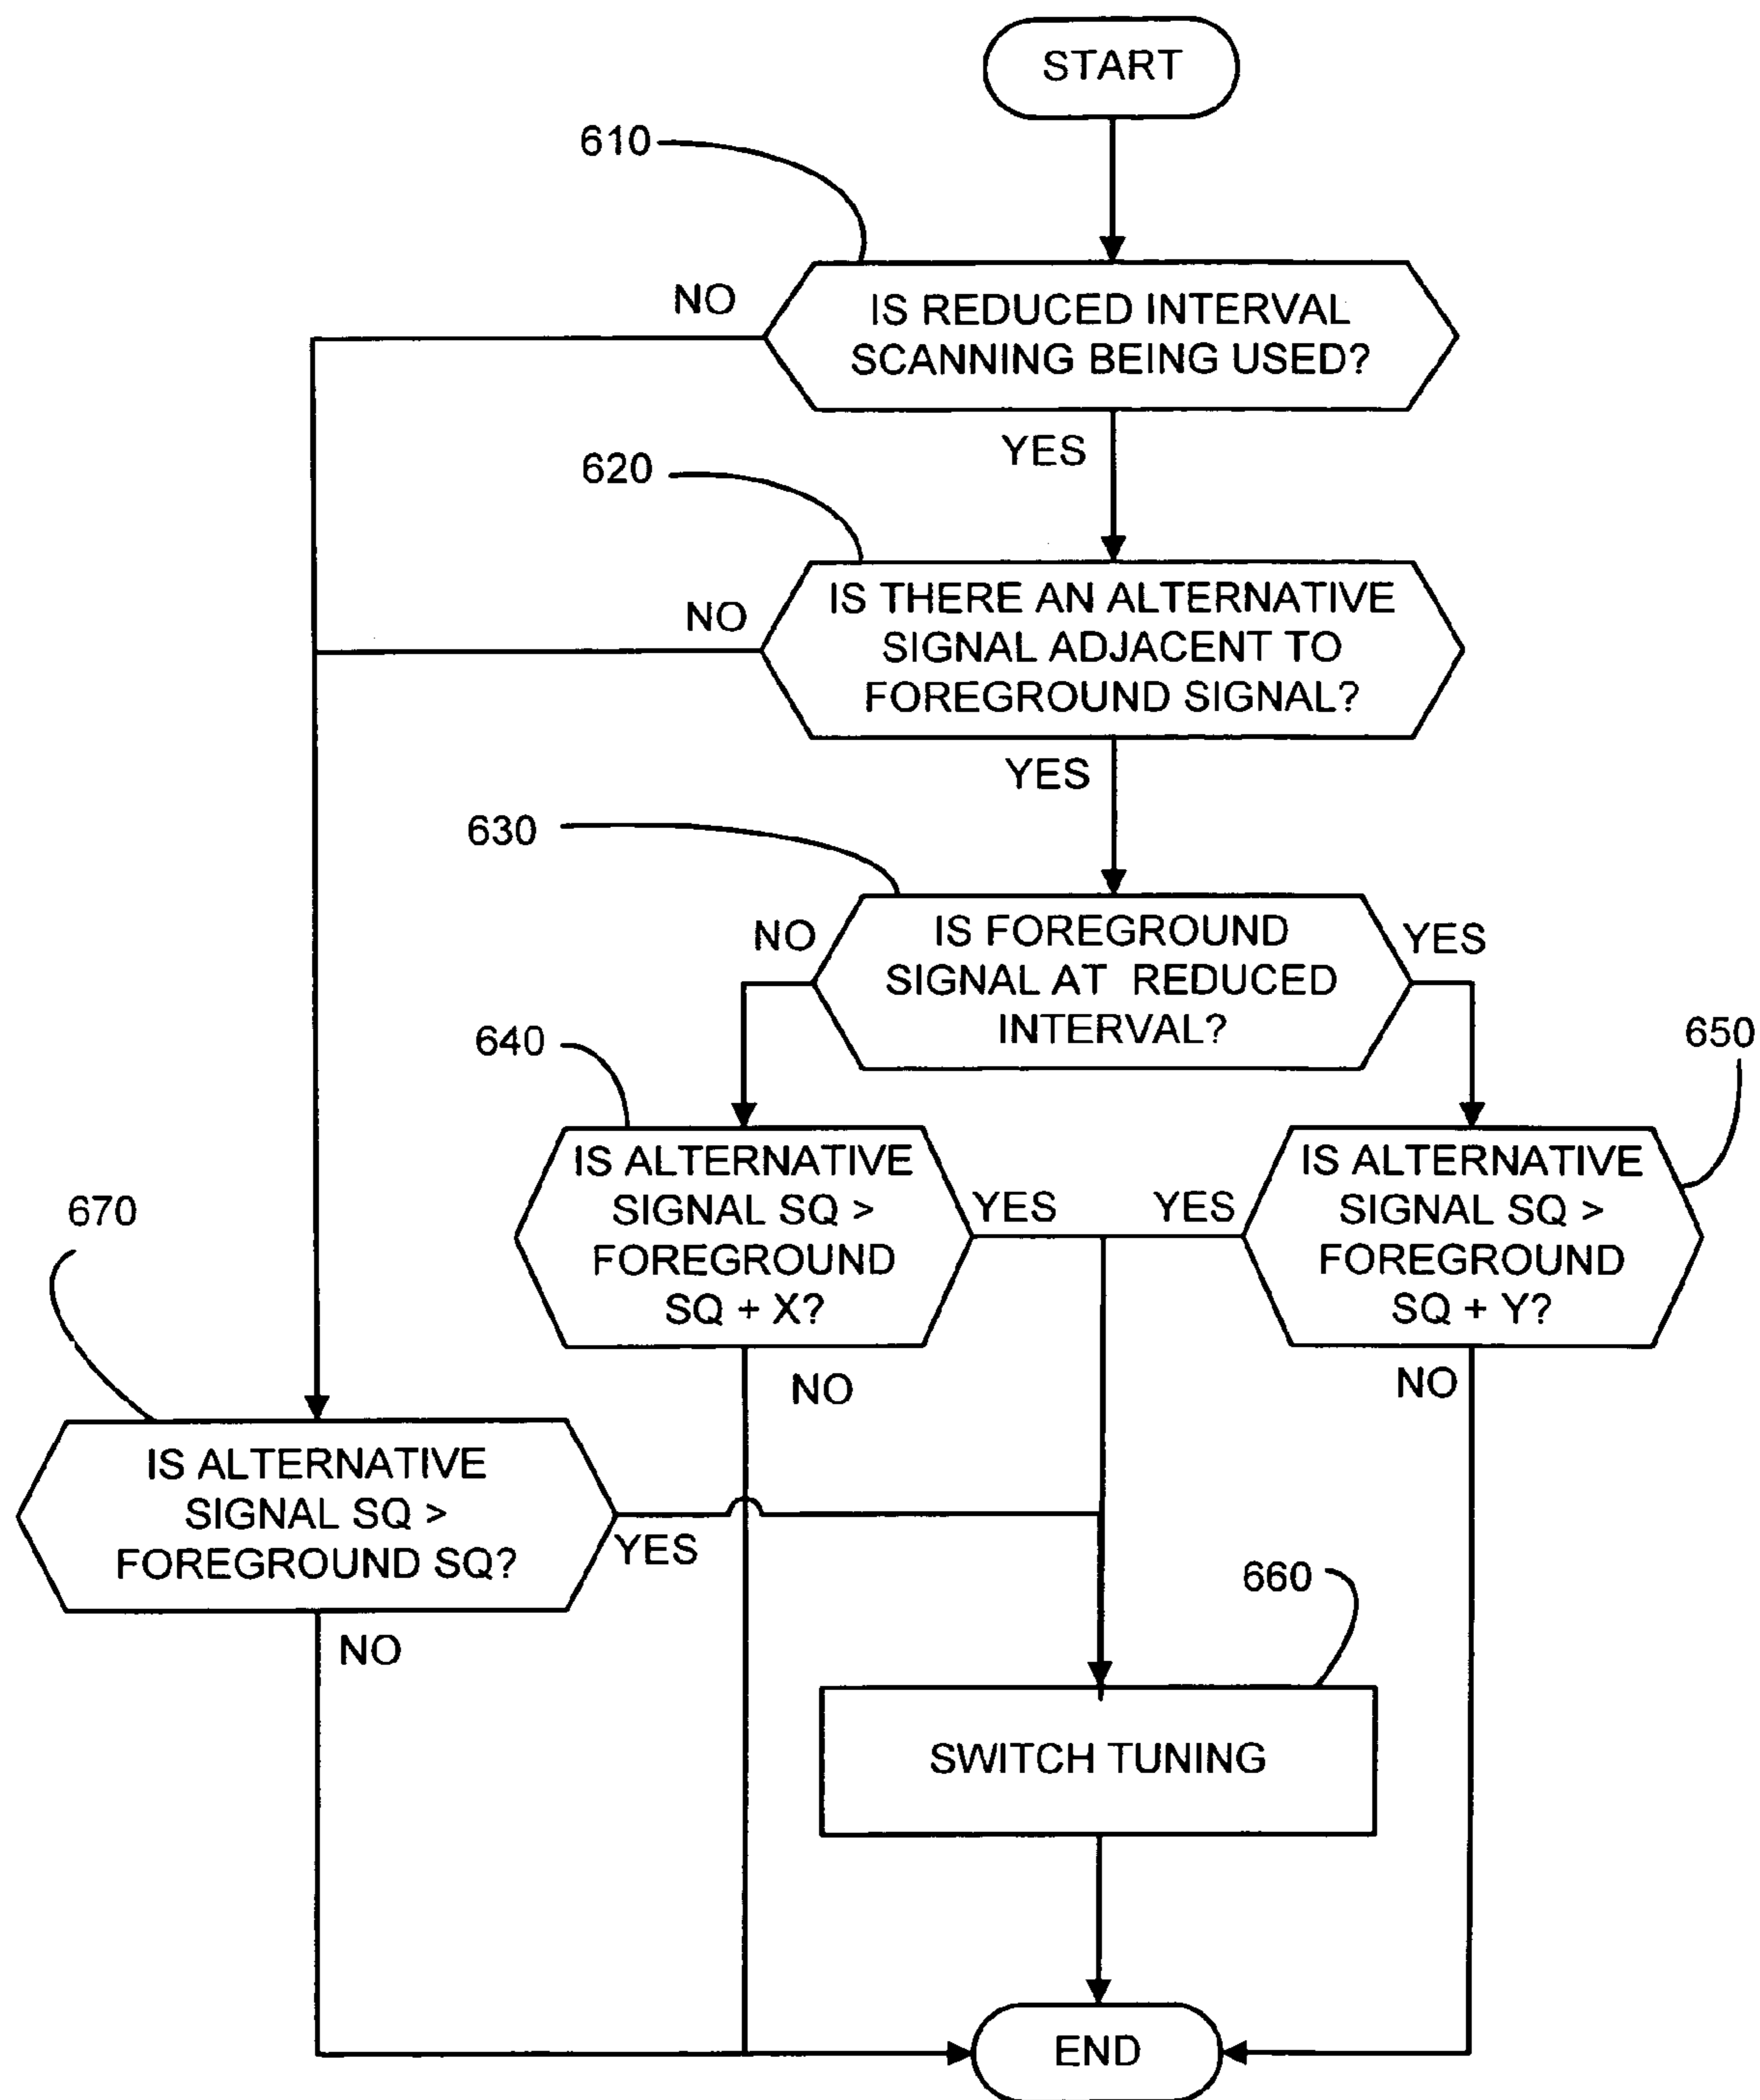 START
610
NO
IS REDUCED INTERVAL
SCANNING BEING USED?
YES
620
NO
IS THERE AN ALTERNATIVE
SIGNAL ADJACENT TO
FOREGROUND SIGNAL?
YES
630
NO
IS FOREGROUND
SIGNAL AT REDUCED
INTERVAL?
YES
640
650
IS ALTERNATIVE
SIGNAL SQ >
FOREGROUND
SQ + X?
YES
YES
IS ALTERNATIVE
SIGNAL SQ >
FOREGROUND
SQ + Y?
670
NO
NO
IS ALTERNATIVE
SIGNAL SQ >
FOREGROUND SQ?
YES
660
NO
SWITCH TUNING
END